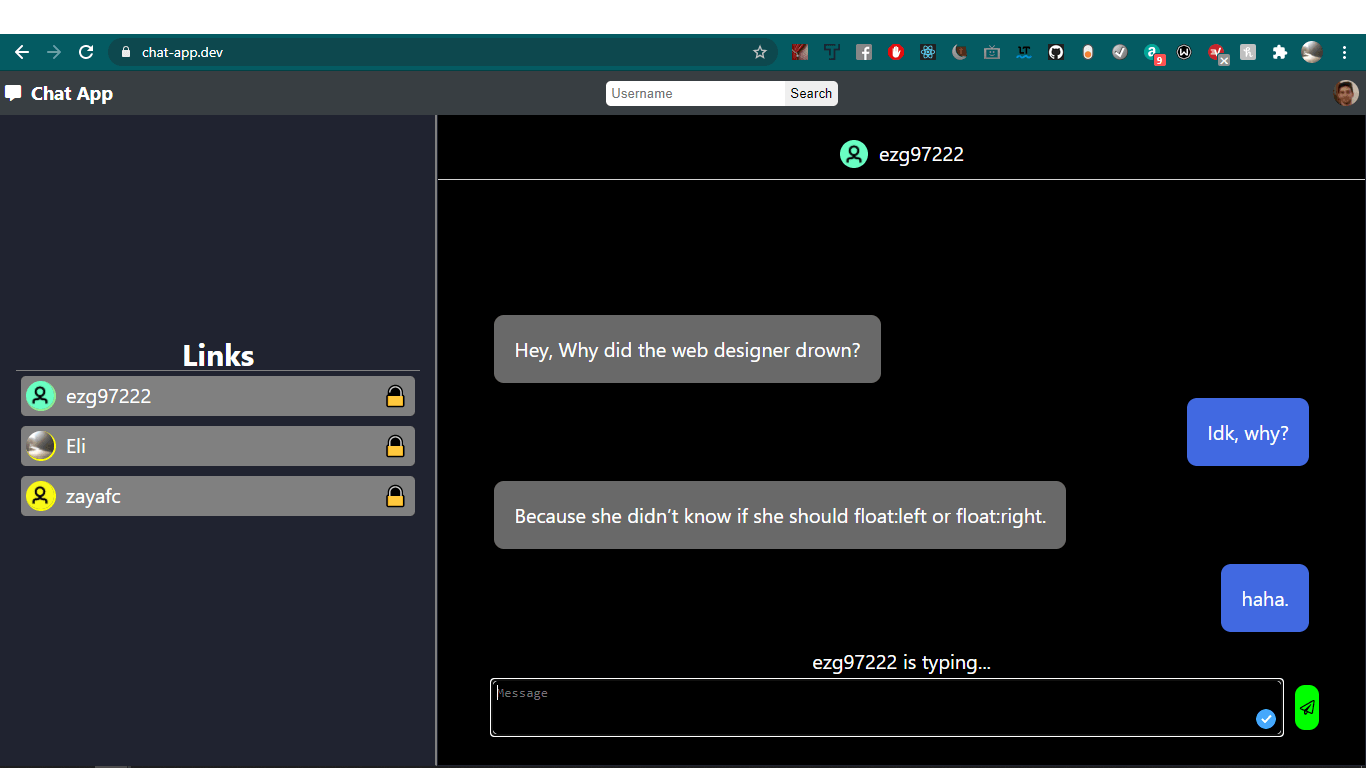 chat-app.dev
9
Chat App
Username
Search
ezg97222
Links
ezg97222
Eli
zayafc
Hey, Why did the web designer drown?
Idk, why?
Because she didn’t know if she should float:left or float:right.
haha.
ezg97222 is typing...
Message